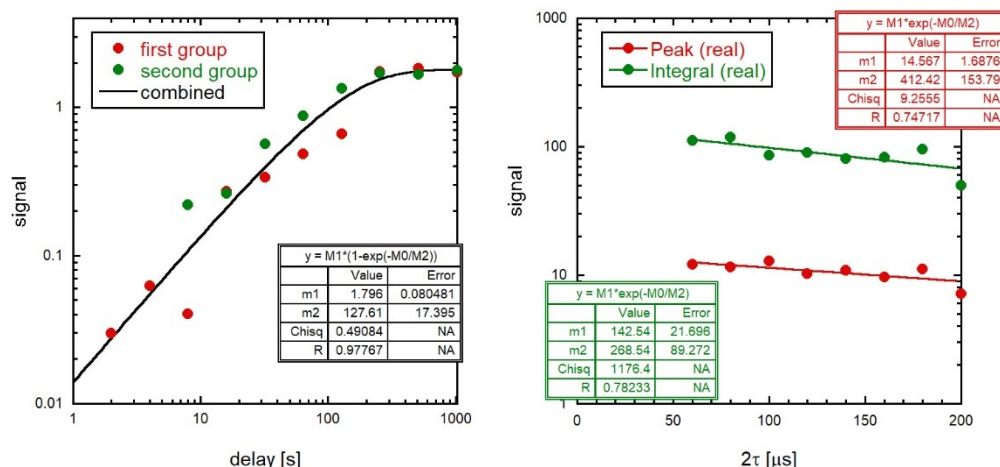 first group
second group
combined
signal
10
1
0.1
0.01
y = M1*(1-exp(-M0/M2))
Value Error
m1 1.796 0.080481
m2 127.61 17.395
Chisq 0.49084 NA
R 0.97767 NA
1 10 100 1000
delay [s]
Peak (real)
Integral (real)
signal
1000
100
10
1
y = M1*exp(-M0/M2)
Value Error
m1 14.567 1.6876
m2 412.42 153.79
Chisq 9.2555 NA
R 0.74717 NA
y = M1*exp(-M0/M2)
Value Error
m1 142.54 21.696
m2 268.54 89.272
Chisq 1176.4 NA
R 0.78233 NA
0 50 100 150 200
2τ [µs]